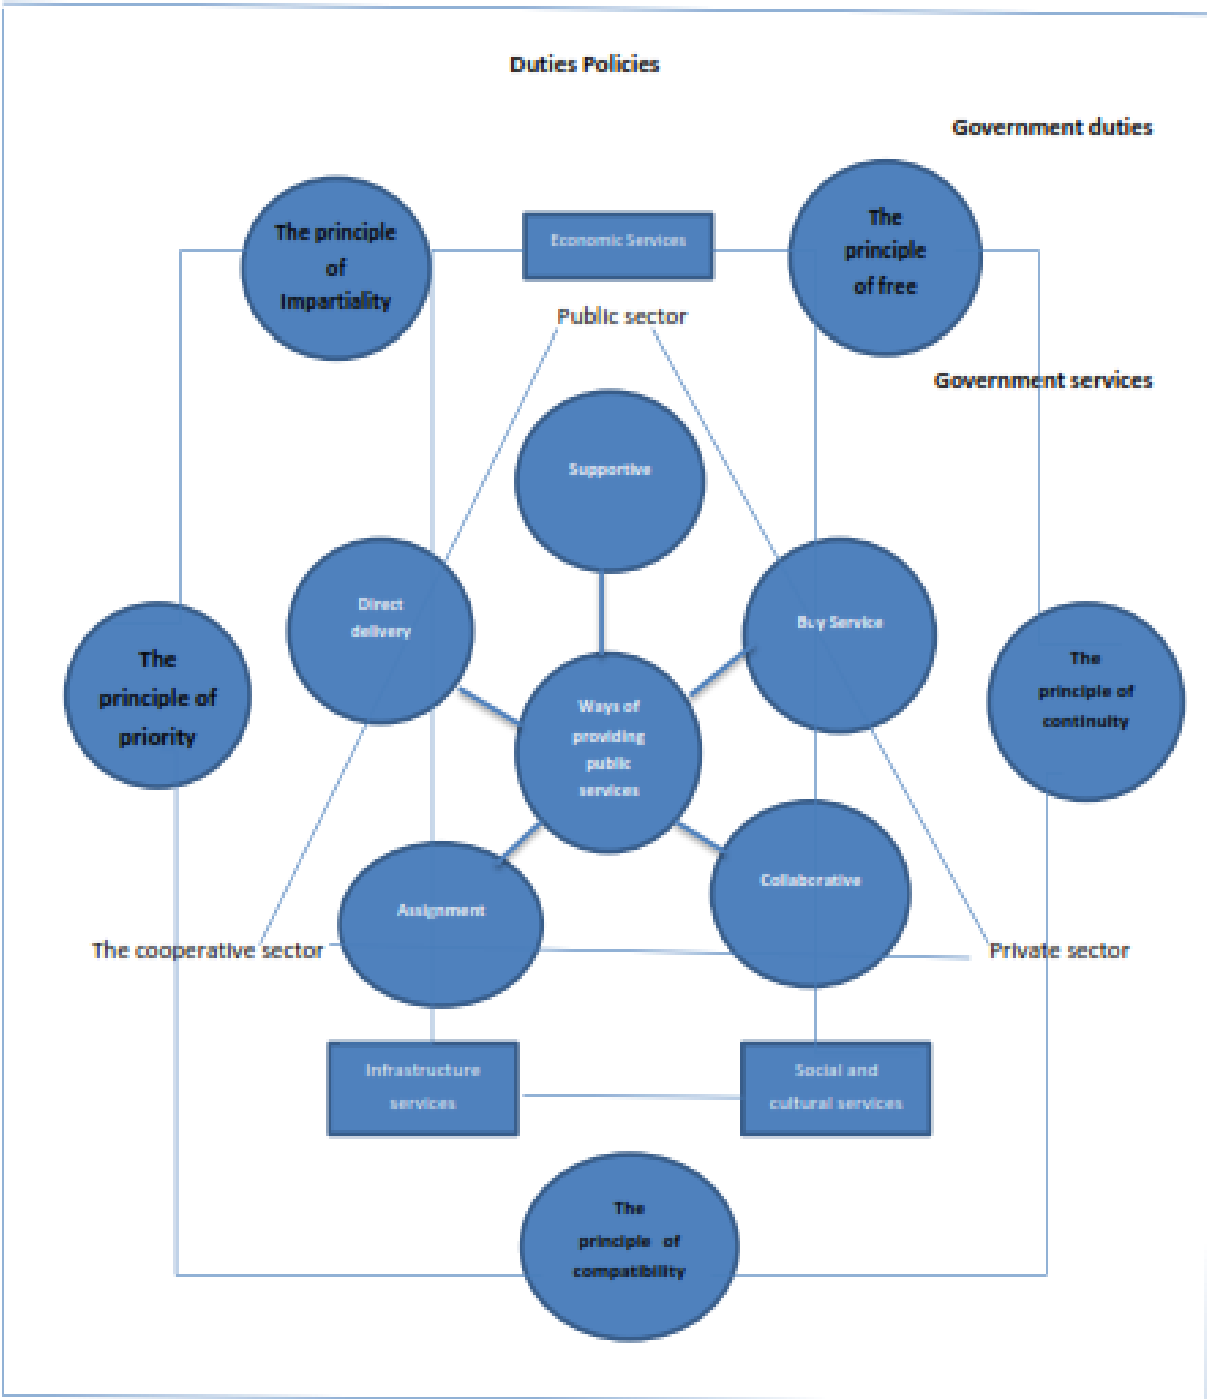 Duties Policies
Government duties
The principle
of
Impartiality
Economic Services
The
principle
of free
Public sector
Government services
Supportive
Direct
delivery
Buy Service
The
principle of
priority
Ways of
providing
public
services
The
principle of
continuity
Assignment
Collaborative
The cooperative sector
Private sector
Infrastructure
services
Social and
cultural services
The
principle of
compatibility